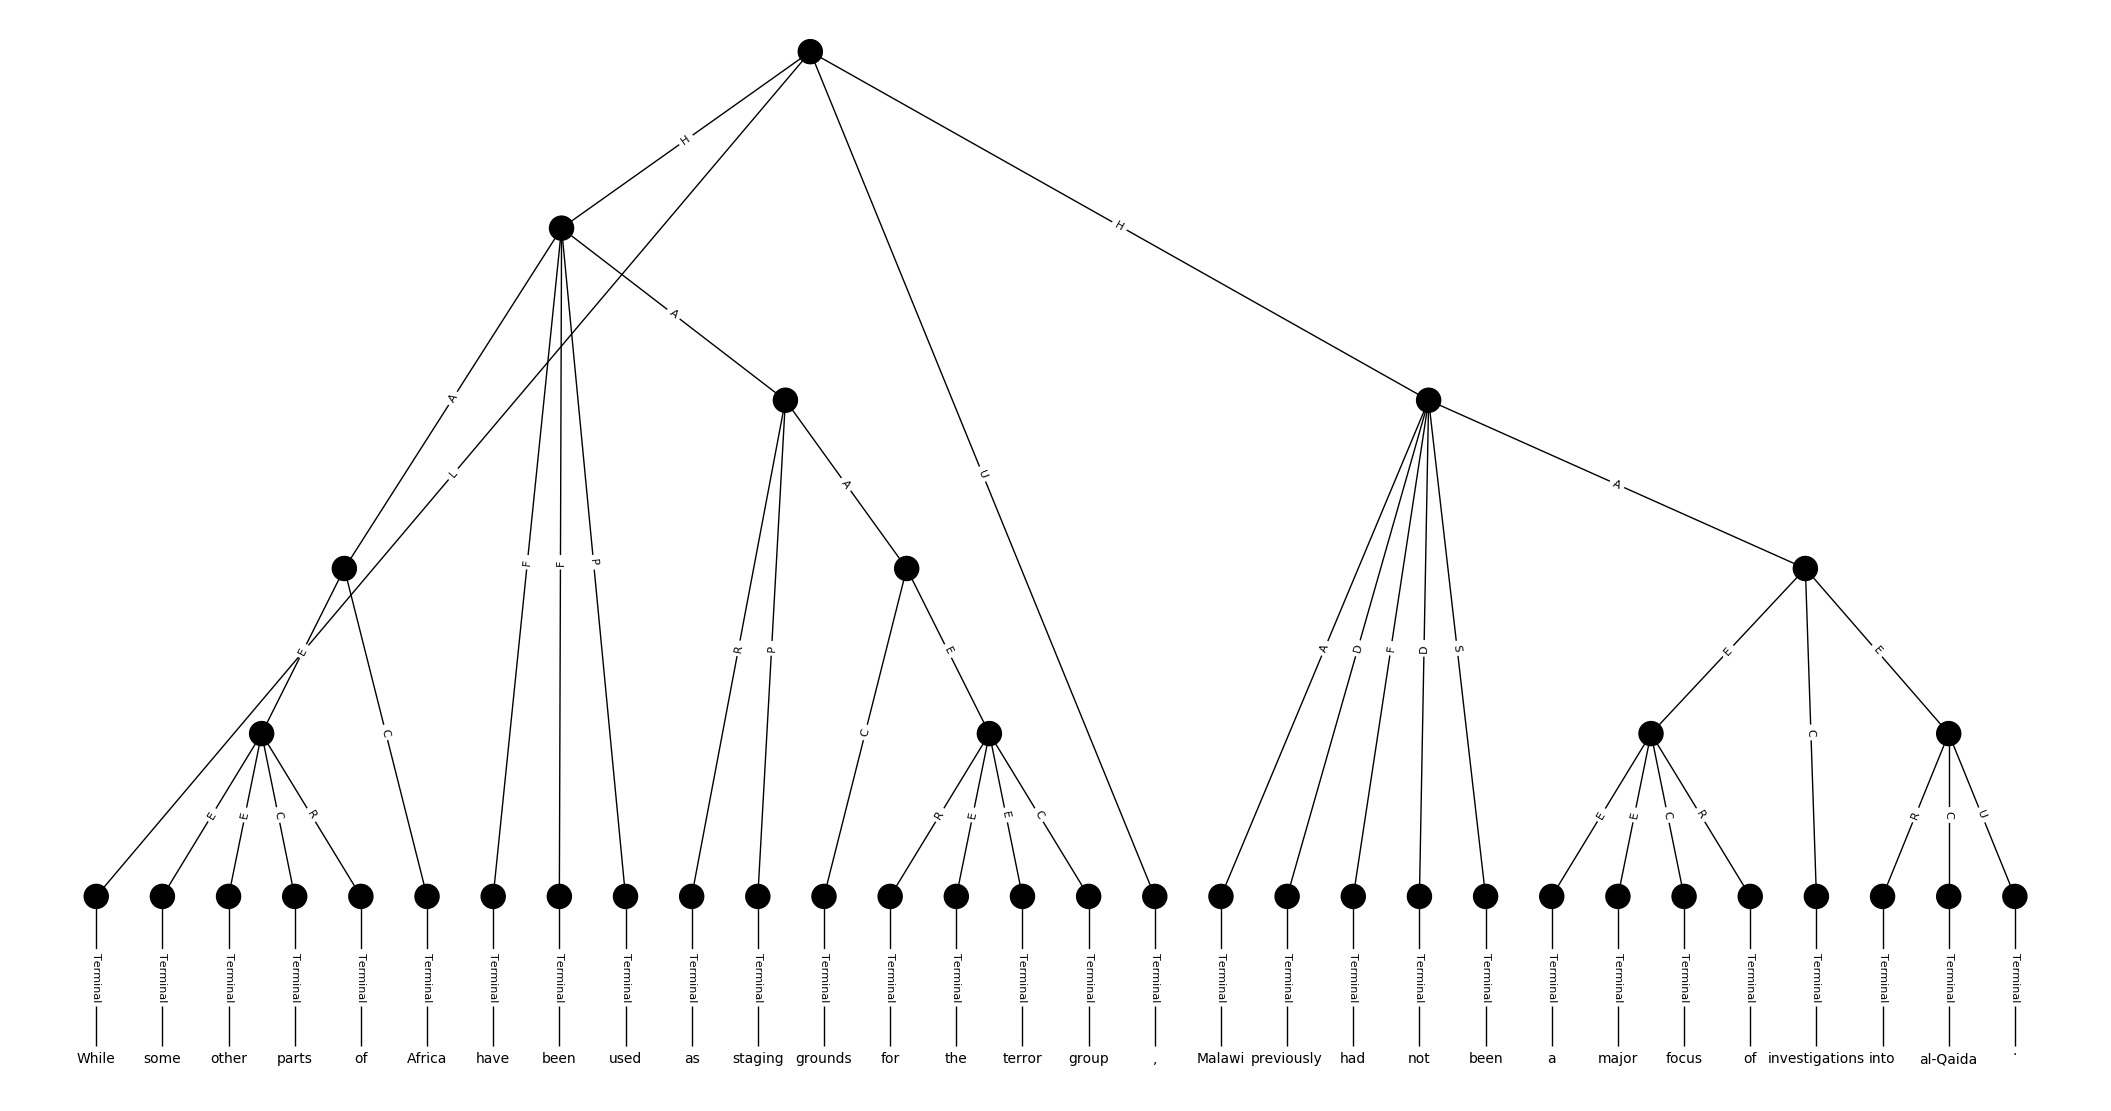 H
H
A
A
L
U
A
A
F
F
P
E
R
P
E
A
D
F
D
S
E
E
C
C
C
E E C R
R E E C
E E C R
R C U
Terminal Terminal Terminal Terminal Terminal Terminal Terminal Terminal Terminal Terminal Terminal Terminal Terminal Terminal Terminal Terminal Terminal Terminal Terminal Terminal Terminal Terminal Terminal Terminal Terminal Terminal Terminal Terminal Terminal Terminal
While some other parts of Africa have been used as staging grounds for the terror group , Malawi previously had not been a major focus of investigations into al-Qaida .